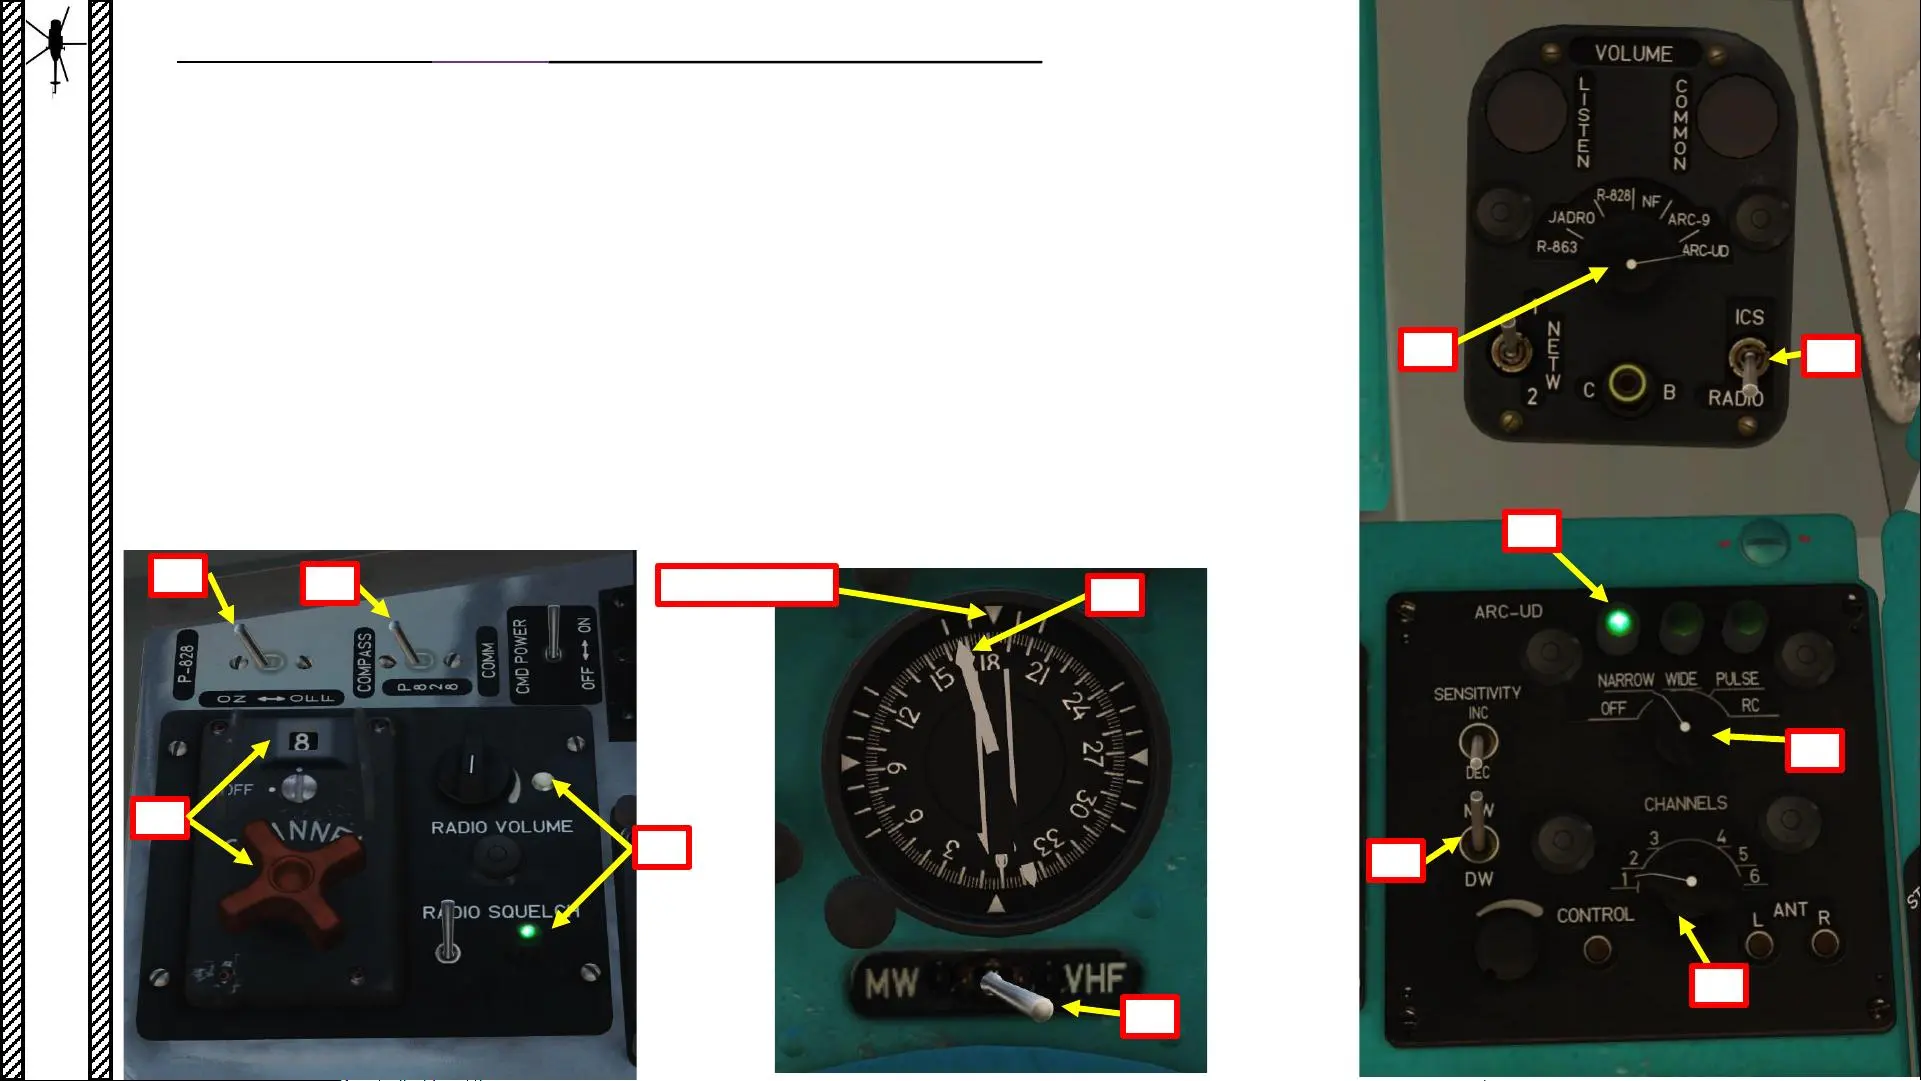 VOLUME
LISTEN
COMMON
R-828
NF
JADRO
ARC-9
R-863
ARC-UD
1
NETW
2
ICS
C
B
RADIO
P-828
ON ↔ OFF
COMPASS
P828
COMM
CMD POWER
OFF ↔ ON
8
OFF
RADIO VOLUME
RADIO SQUELCH
18
21
24
27
30
33
3
6
9
12
15
MW
VHF
ARC-UD
NARROW
WIDE
PULSE
OFF
RC
SENSITIVITY
INC
DEC
DW
CHANNELS
1
2
3
4
5
6
CONTROL
ANT
L
R